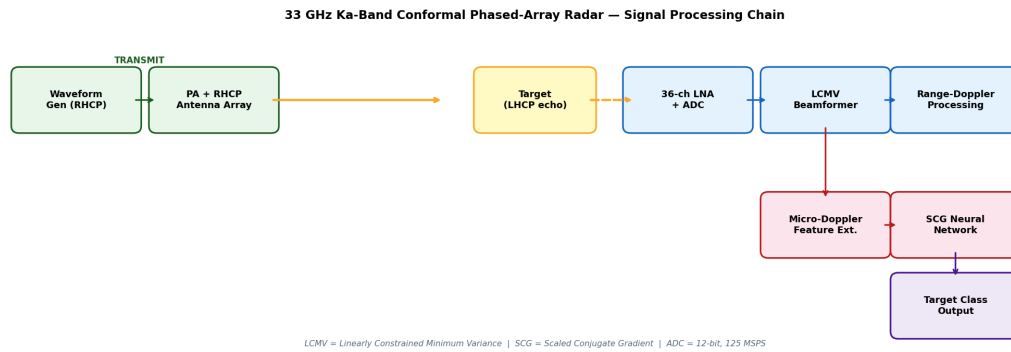 33 GHz Ka-Band Conformal Phased-Array Radar — Signal Processing Chain
TRANSMIT
Waveform
Gen (RHCP)
PA + RHCP
Antenna Array
Target
(LHCP echo)
36-ch LNA
+ ADC
LCMV
Beamformer
Range-Doppler
Processing
Micro-Doppler
Feature Ext.
SCG Neural
Network
Target Class
Output
LCMV = Linearly Constrained Minimum Variance | SCG = Scaled Conjugate Gradient | ADC = 12-bit, 125 MSPS